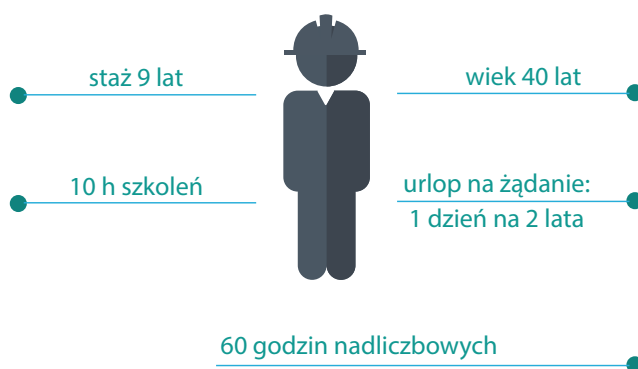 staż 9 lat
wiek 40 lat
10 h szkoleń
urlop na żądanie:
1 dzień na 2 lata
60 godzin nadliczbowych